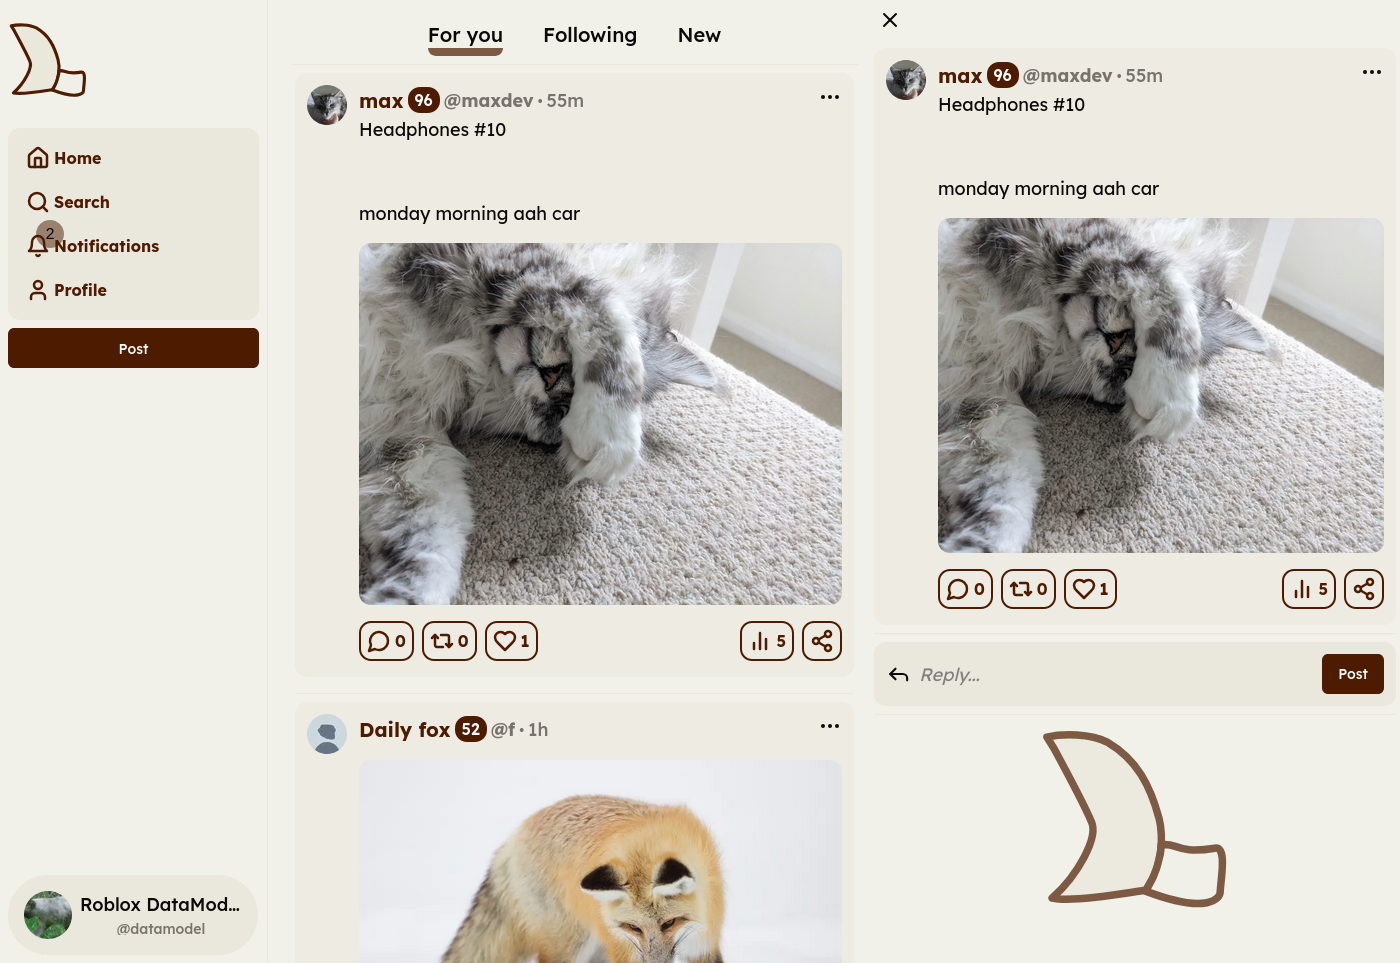 Home
Search
2
Notifications
Profile
Post
Roblox DataMod...
@datamodel
For you
Following
New
max 96 @maxdev • 55m
Headphones #10
monday morning aah car
0
0
1
5
Daily fox 52 @f • 1h
max 96 @maxdev • 55m
Headphones #10
monday morning aah car
0
0
1
5
Reply...
Post